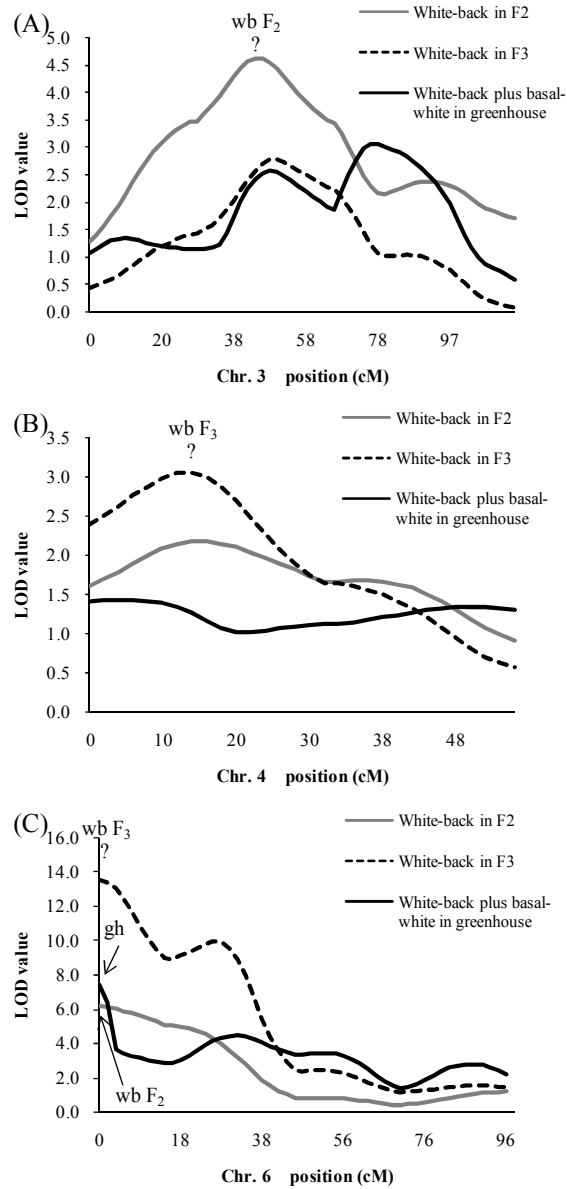 (A)
wb F2
?
White-back in F2
White-back in F3
White-back plus basal-
white in greenhouse
LOD value
5.0
4.5
4.0
3.5
3.0
2.5
2.0
1.5
1.0
0.5
0.0
0 20 38 58 78 97
Chr. 3 position (cM)
(B)
wb F3
?
White-back in F2
White-back in F3
White-back plus basal-
white in greenhouse
LOD value
3.5
3.0
2.5
2.0
1.5
1.0
0.5
0.0
0 10 20 30 38 48
Chr. 4 position (cM)
(C)
wb F3
?
gh
wb F2
White-back in F2
White-back in F3
White-back plus basal-
white in greenhouse
LOD value
16.0
14.0
12.0
10.0
8.0
6.0
4.0
2.0
0.0
0 18 38 56 76 96
Chr. 6 position (cM)